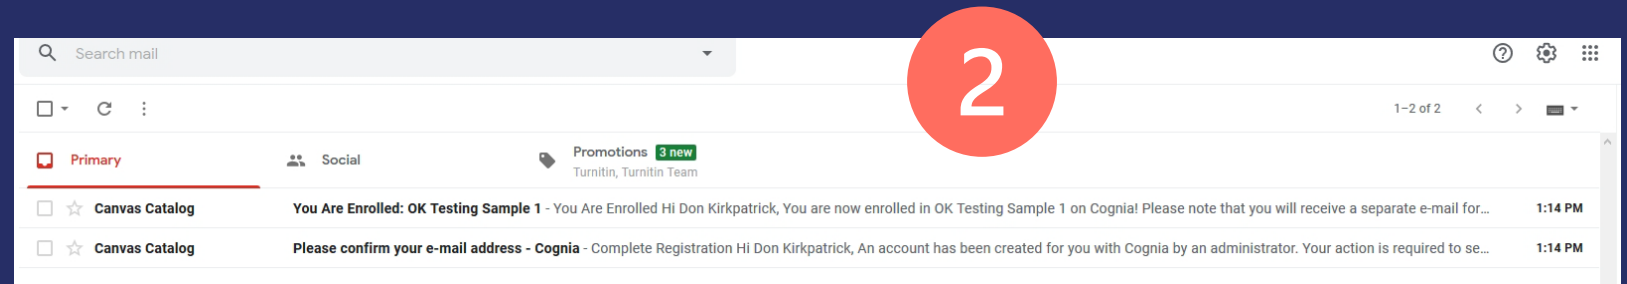 2
Search mail
1–2 of 2
Primary
Social
Promotions 3 new
Turnitin, Turnitin Team
Canvas Catalog You Are Enrolled: OK Testing Sample 1 - You Are Enrolled Hi Don Kirkpatrick, You are now enrolled in OK Testing Sample 1 on Cognia! Please note that you will receive a separate e-mail for… 1:14 PM
Canvas Catalog Please confirm your e-mail address - Cognia - Complete Registration Hi Don Kirkpatrick, An account has been created for you with Cognia by an administrator. Your action is required to se… 1:14 PM